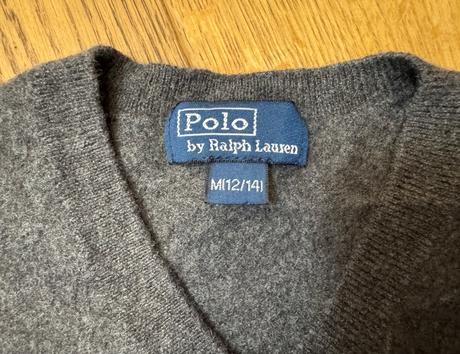 Polo
by Ralph Lauren
M(12/14)